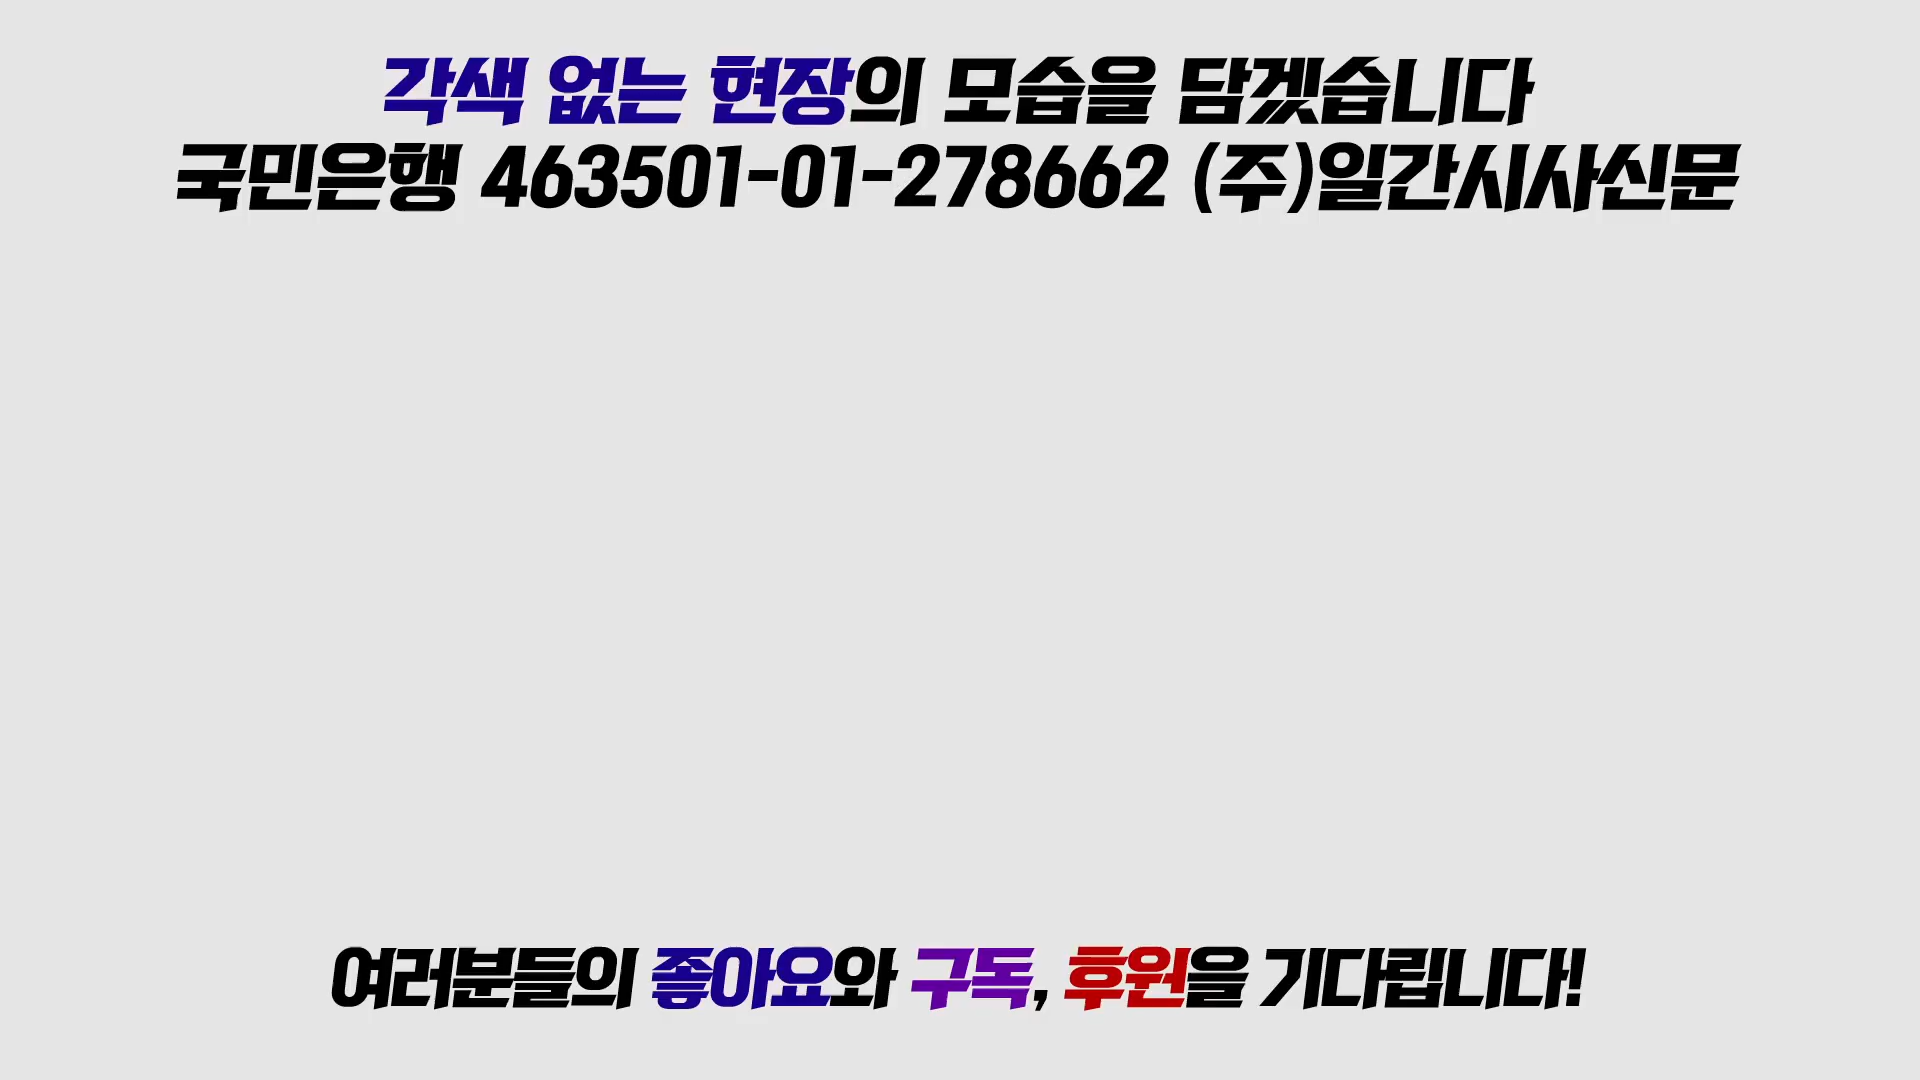 각색 없는 현장의 모습을 담겠습니다
국민은행 463501-01-278662 (주)일간시사신문
여러분들의 좋아요와 구독, 후원을 기다립니다!